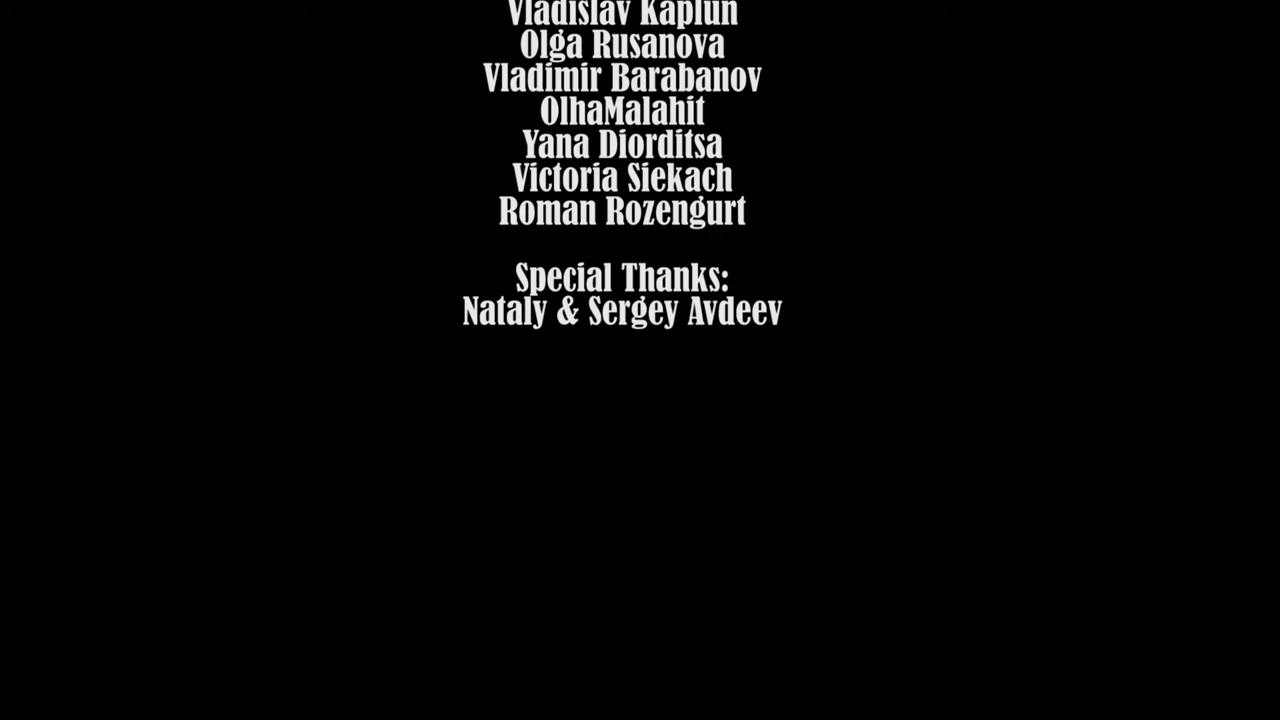 Vladislav Kaplun
Olga Rusanova
Vladimir Barabanov
OlhaMalahit
Yana Diorditsa
Victoria Siekach
Roman Rozengurt
Special Thanks:
Nataly & Sergey Avdeev